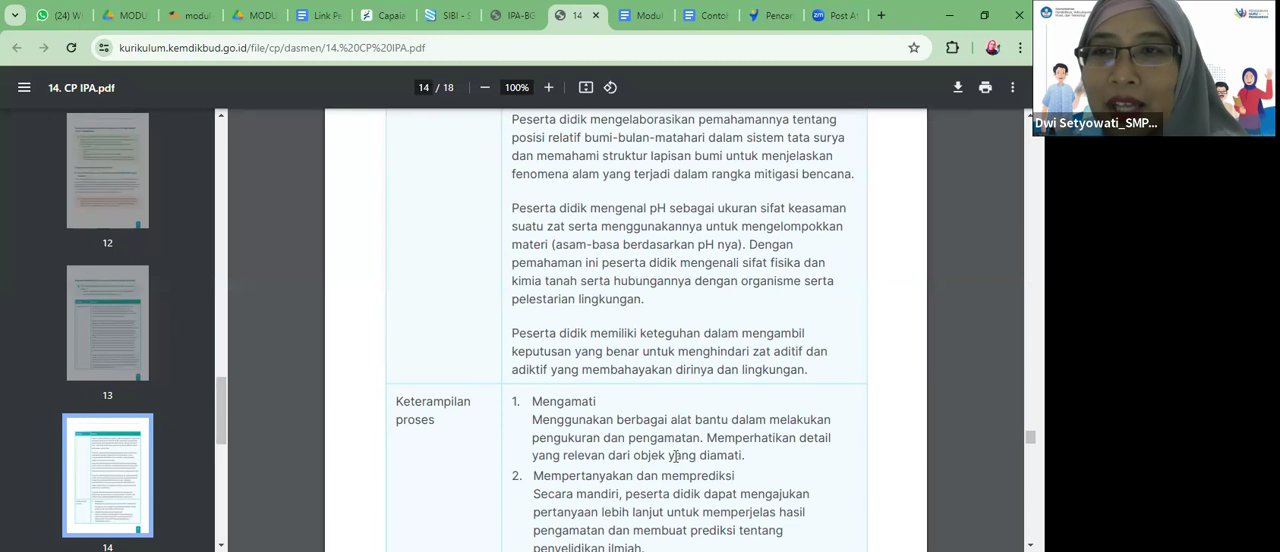 (24) W
MODU
modul
MODU
Link P
Capaie
SIBI -
IPA-BG
14
Modul
Contol
Pence
Post At
kurikulum.kemdikbud.go.id/file/cp/dasmen/14.%20CP%20IPA.pdf
14. CP IPA.pdf
14 / 18
100%
Dwi Setyowati_SMP...
12
13
14
Peserta didik mengelaborasikan pemahamannya tentang
posisi relatif bumi-bulan-matahari dalam sistem tata surya
dan memahami struktur lapisan bumi untuk menjelaskan
fenomena alam yang terjadi dalam rangka mitigasi bencana.
Peserta didik mengenal pH sebagai ukuran sifat keasaman
suatu zat serta menggunakannya untuk mengelompokkan
materi (asam-basa berdasarkan pH nya). Dengan
pemahaman ini peserta didik mengenali sifat fisika dan
kimia tanah serta hubungannya dengan organisme serta
pelestarian lingkungan.
Peserta didik memiliki keteguhan dalam mengambil
keputusan yang benar untuk menghindari zat aditif dan
adiktif yang membahayakan dirinya dan lingkungan.
Keterampilan
proses
1. Mengamati
Menggunakan berbagai alat bantu dalam melakukan
pengukuran dan pengamatan. Memperhatikan detail
yang relevan dari objek yang diamati.
2. Mempertanyakan dan memprediksi
Secara mandiri, peserta didik dapat mengajukan
pertanyaan lebih lanjut untuk memperjelas hasil
pengamatan dan membuat prediksi tentang
penyelidikan ilmiah.